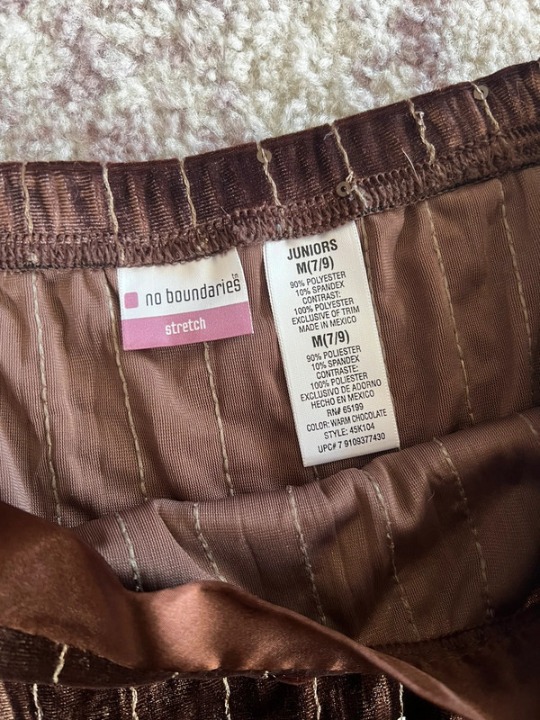 no boundaries
stretch
JUNIORS
M(7/9)
90% POLYESTER
10% SPANDEX
CONTRAST:
100% POLYESTER
EXCLUSIVE OF TRIM
MADE IN MEXICO
M(7/9)
90% POLIESTER
10% SPANDEX
CONTRASTE:
100% POLIESTER
EXCLUSIVO DE ADORNO
HECHO EN MEXICO
RN# 65199
COLOR: WARM CHOCOLATE
STYLE: 45K104
UPC# 7 9109377430